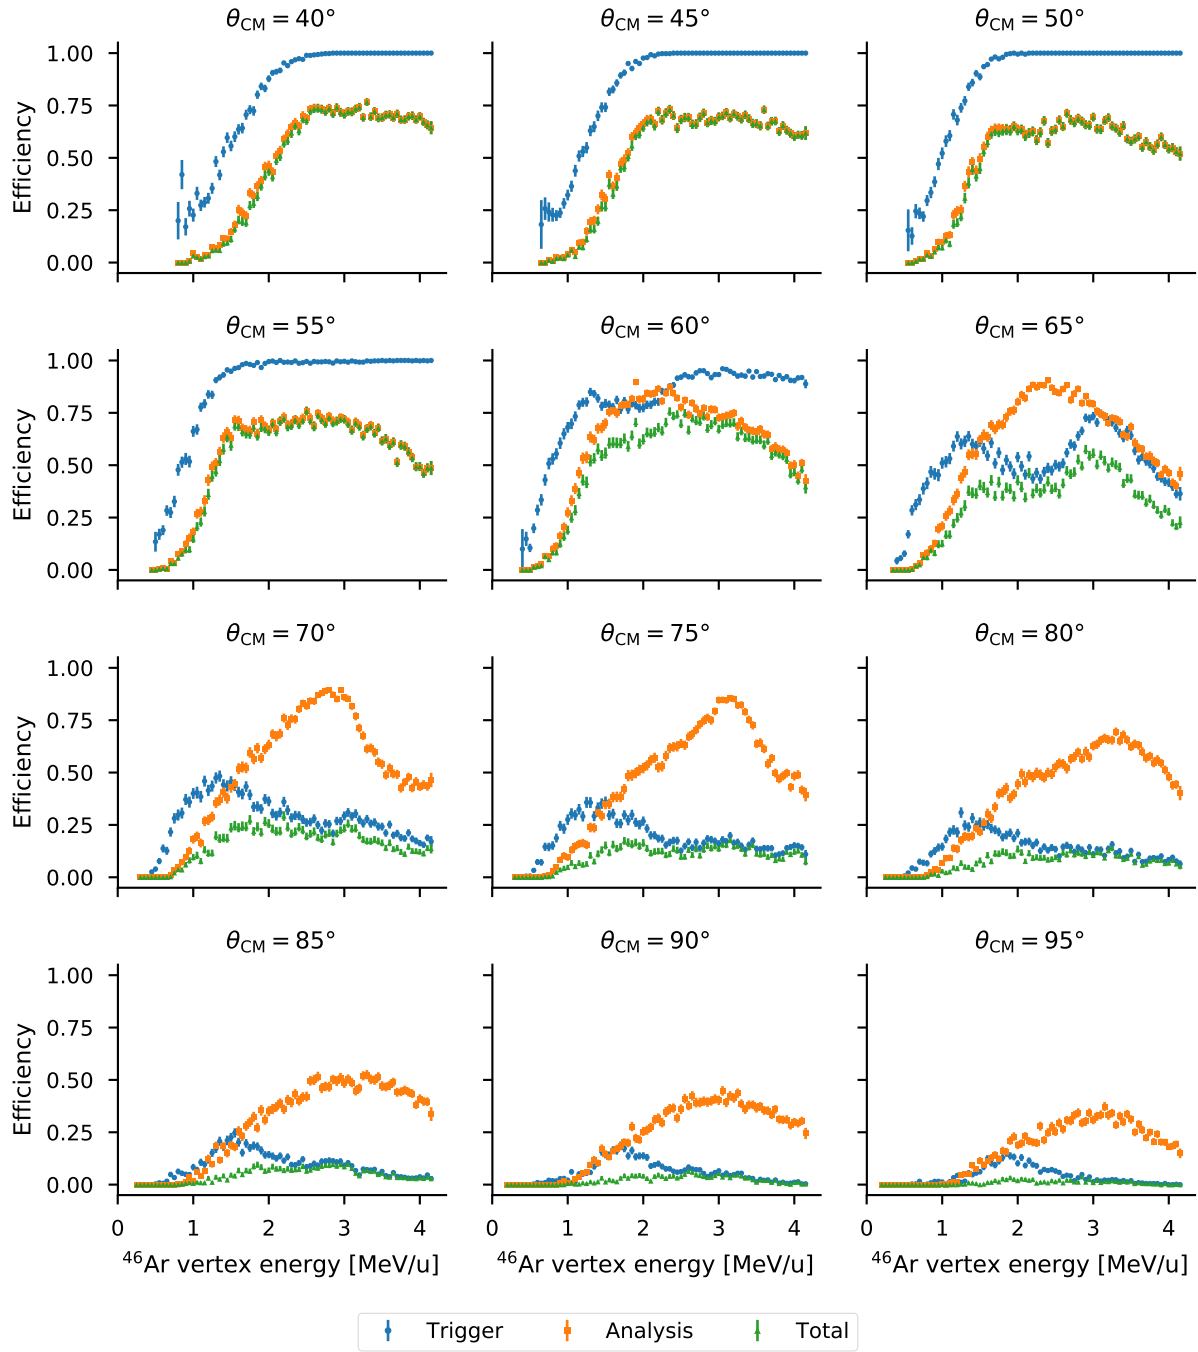 θCM = 40° θCM = 45° θCM = 50°
1.00
0.75
0.50
0.25
0.00
Efficiency
θCM = 55° θCM = 60° θCM = 65°
1.00
0.75
0.50
0.25
0.00
Efficiency
θCM = 70° θCM = 75° θCM = 80°
1.00
0.75
0.50
0.25
0.00
Efficiency
θCM = 85° θCM = 90° θCM = 95°
1.00
0.75
0.50
0.25
0.00
Efficiency
0 1 2 3 4 0 1 2 3 4 0 1 2 3 4
⁴⁶Ar vertex energy [MeV/u] ⁴⁶Ar vertex energy [MeV/u] ⁴⁶Ar vertex energy [MeV/u]
Trigger Analysis Total